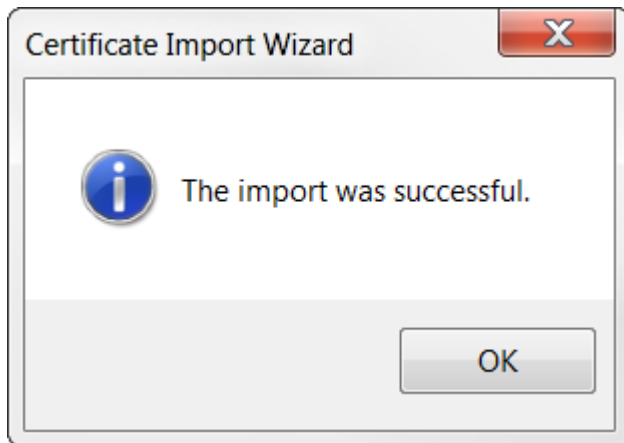 Certificate Import Wizard
The import was successful.
OK